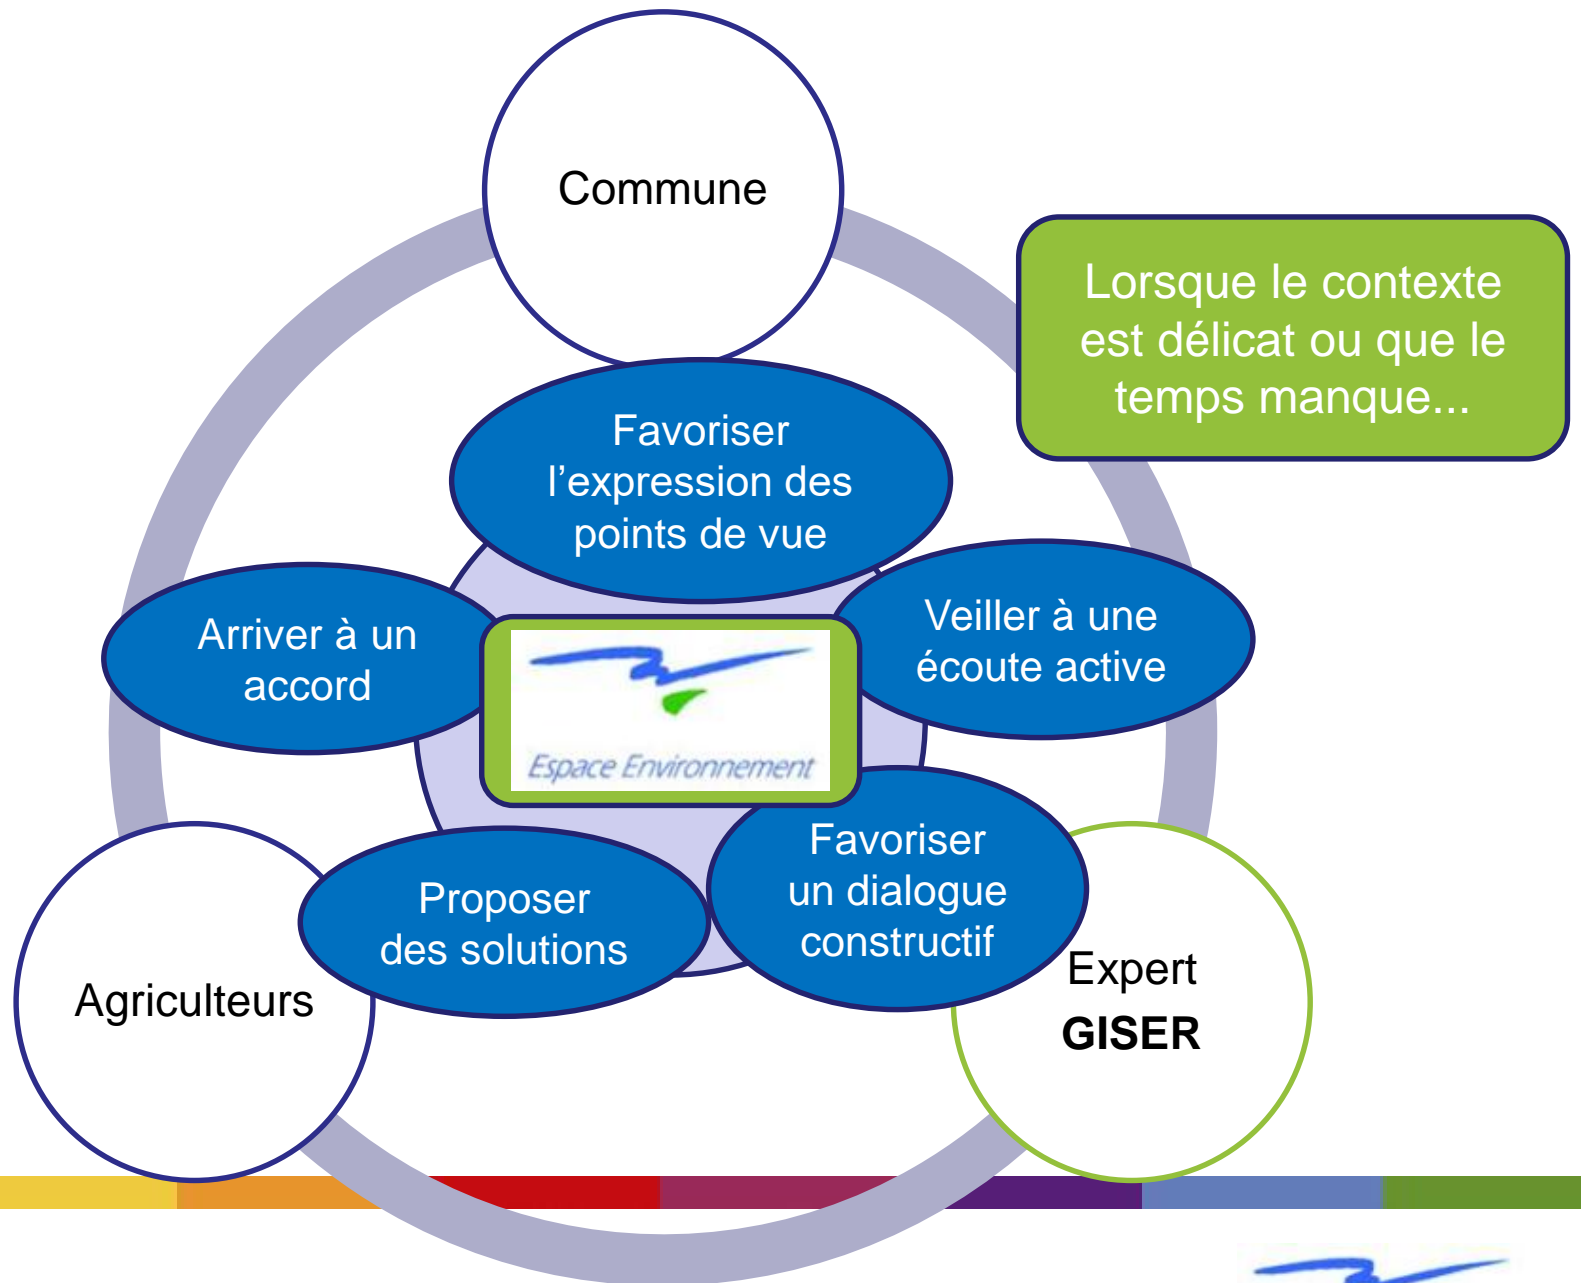 Commune
Lorsque le contexte
est délicat ou que le
temps manque...
Favoriser
l’expression des
points de vue
Arriver à un
accord
Veiller à une
écoute active
Espace Environnement
Favoriser
un dialogue
constructif
Proposer
des solutions
Agriculteurs
Expert
GISER